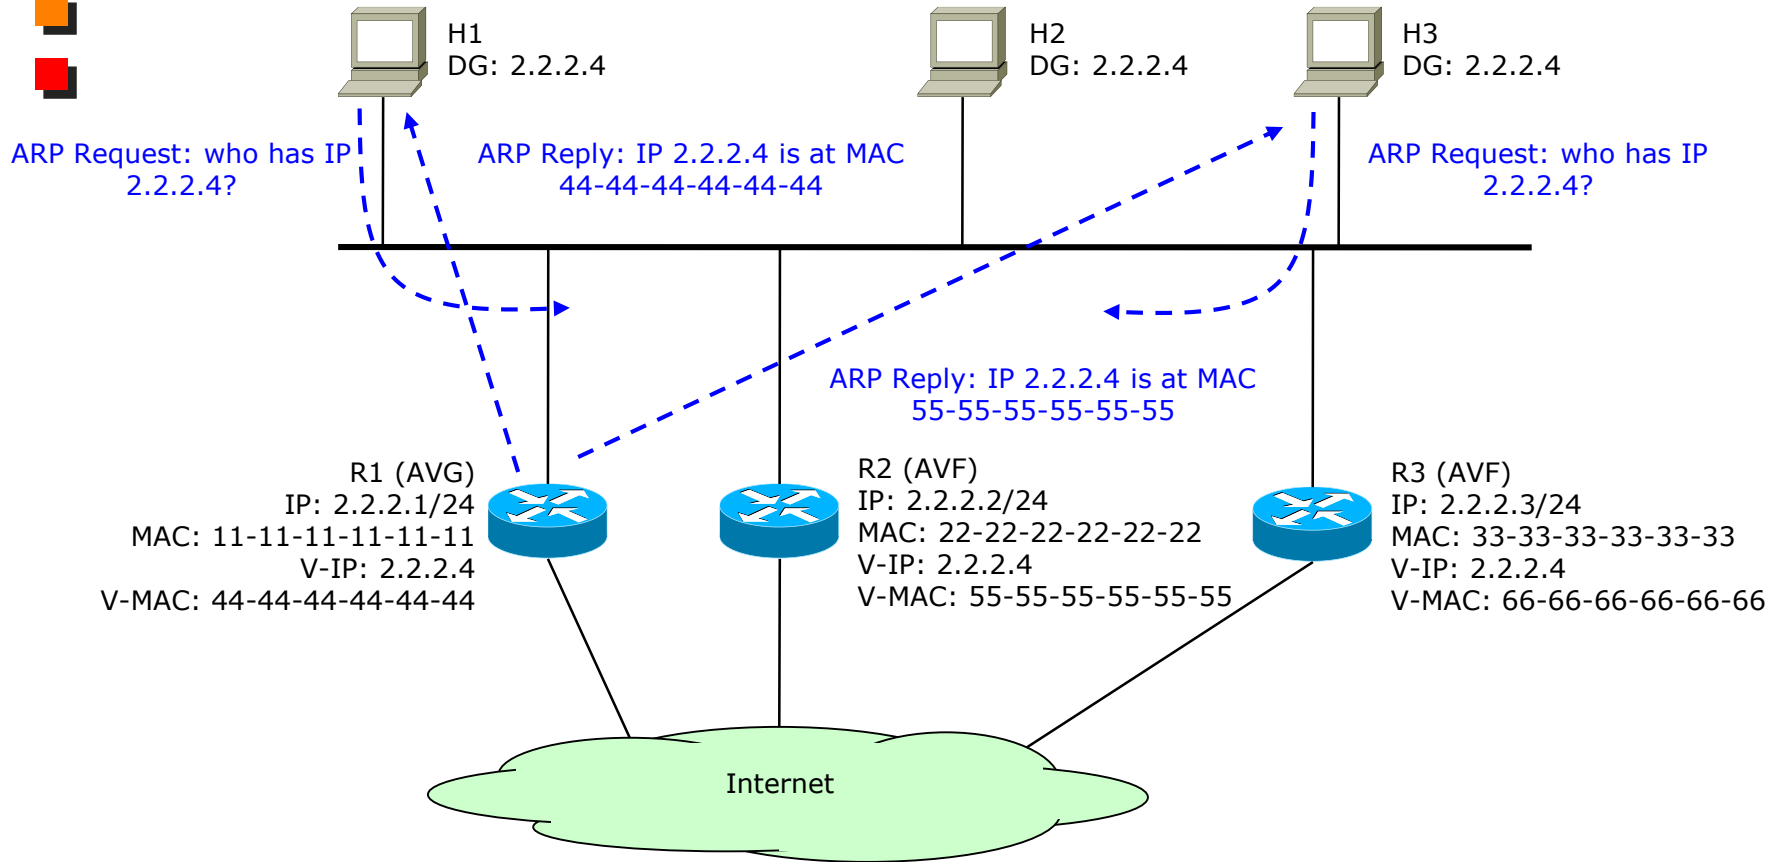 H1
DG: 2.2.2.4
H2
DG: 2.2.2.4
H3
DG: 2.2.2.4
ARP Request: who has IP
2.2.2.4?
ARP Reply: IP 2.2.2.4 is at MAC
44-44-44-44-44-44
ARP Request: who has IP
2.2.2.4?
ARP Reply: IP 2.2.2.4 is at MAC
55-55-55-55-55-55
R1 (AVG)
IP: 2.2.2.1/24
MAC: 11-11-11-11-11-11
V-IP: 2.2.2.4
V-MAC: 44-44-44-44-44-44
R2 (AVF)
IP: 2.2.2.2/24
MAC: 22-22-22-22-22-22
V-IP: 2.2.2.4
V-MAC: 55-55-55-55-55-55
R3 (AVF)
IP: 2.2.2.3/24
MAC: 33-33-33-33-33-33
V-IP: 2.2.2.4
V-MAC: 66-66-66-66-66-66
Internet